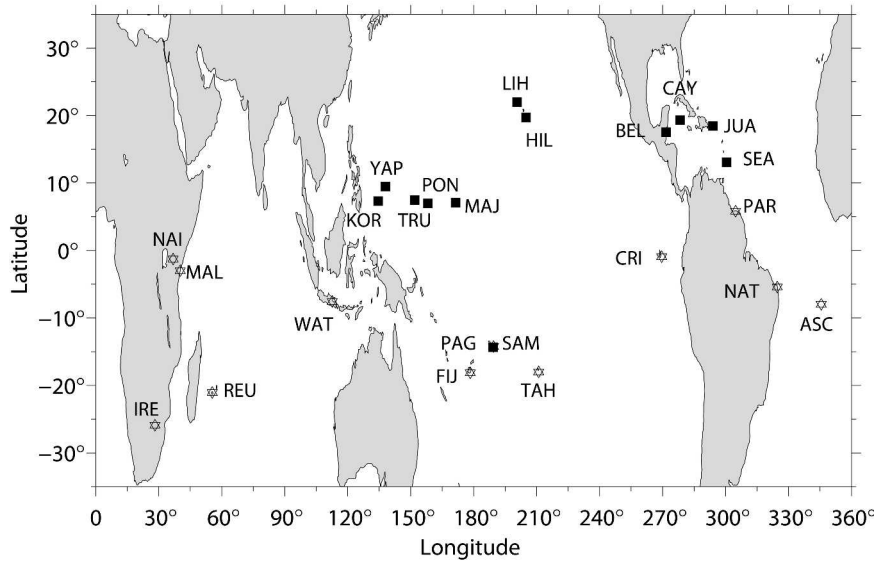 30°
20°
10°
0°
−10°
−20°
−30°
Latitude
LIH
HIL
CAY
BEL
JUA
SEA
YAP
PON
KOR
TRU
MAJ
PAR
NAI
MAL
CRI
NAT
WAT
ASC
PAG
SAM
FIJ
TAH
REU
IRE
0° 30° 60° 90° 120° 150° 180° 210° 240° 270° 300° 330° 360°
Longitude